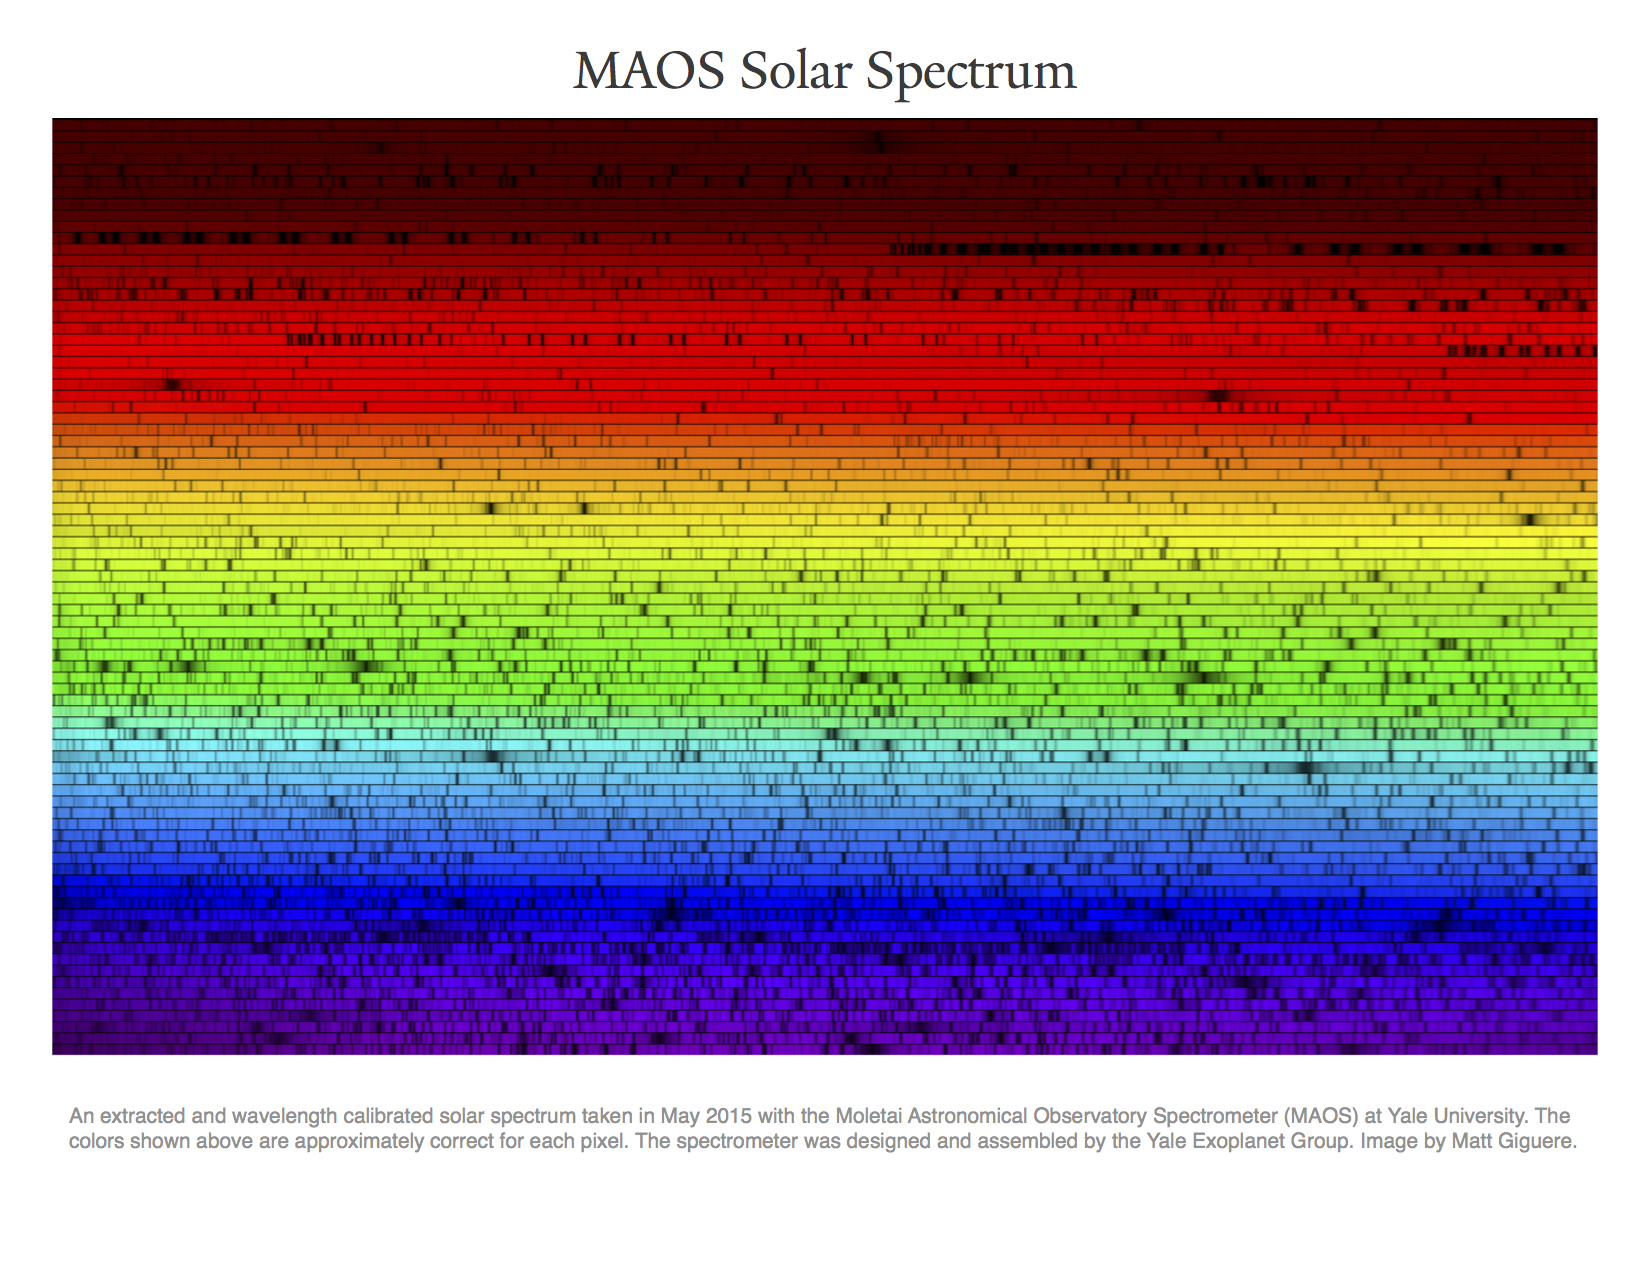 MAOS Solar Spectrum
An extracted and wavelength calibrated solar spectrum taken in May 2015 with the Moletai Astronomical Observatory Spectrometer (MAOS) at Yale University. The
colors shown above are approximately correct for each pixel. The spectrometer was designed and assembled by the Yale Exoplanet Group. Image by Matt Giguere.